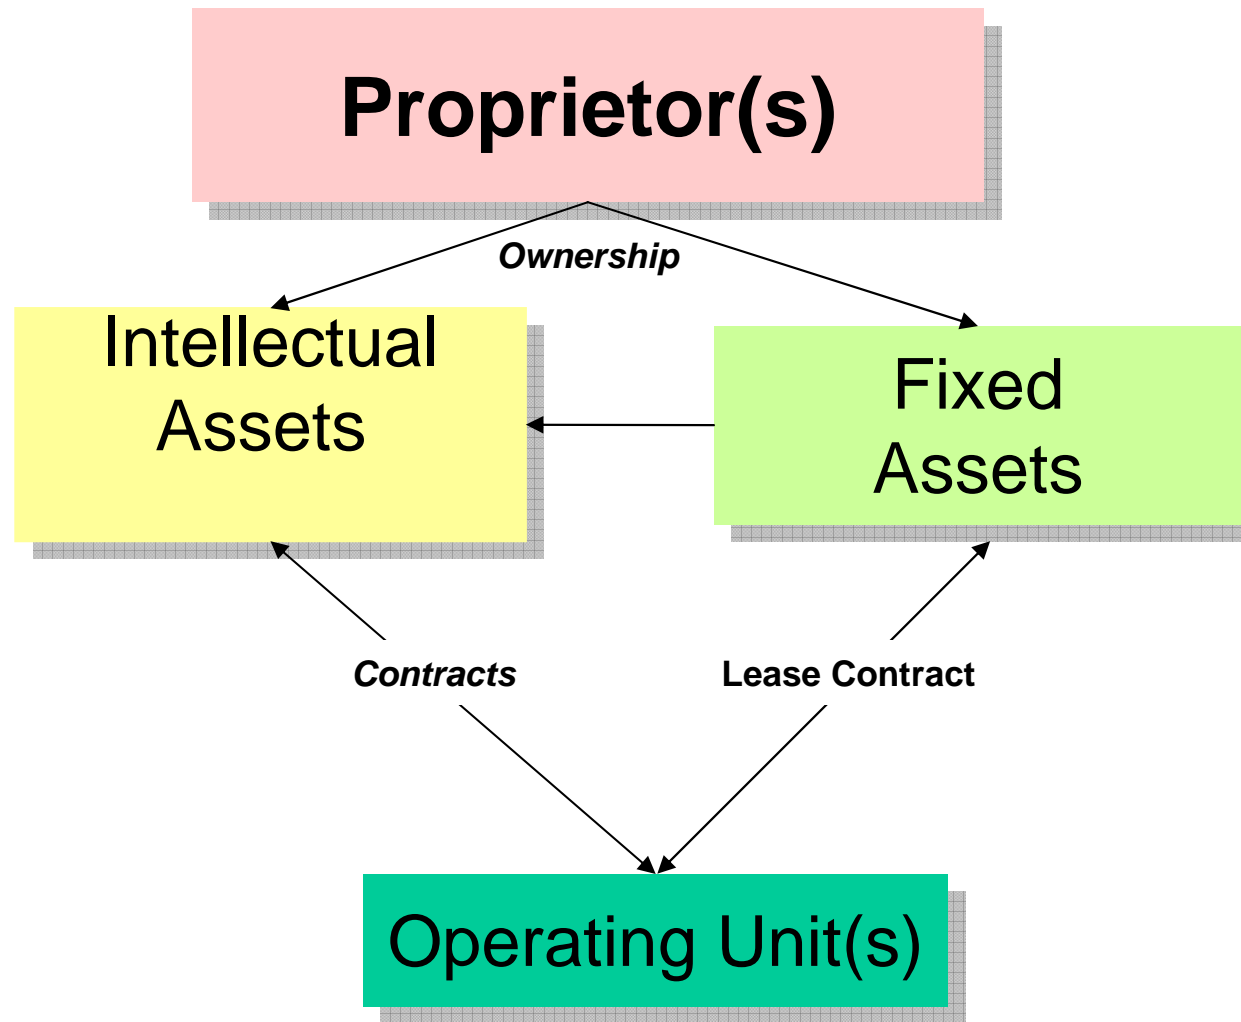 Proprietor(s)
Ownership
Intellectual
Assets
Fixed
Assets
Contracts
Lease Contract
Operating Unit(s)